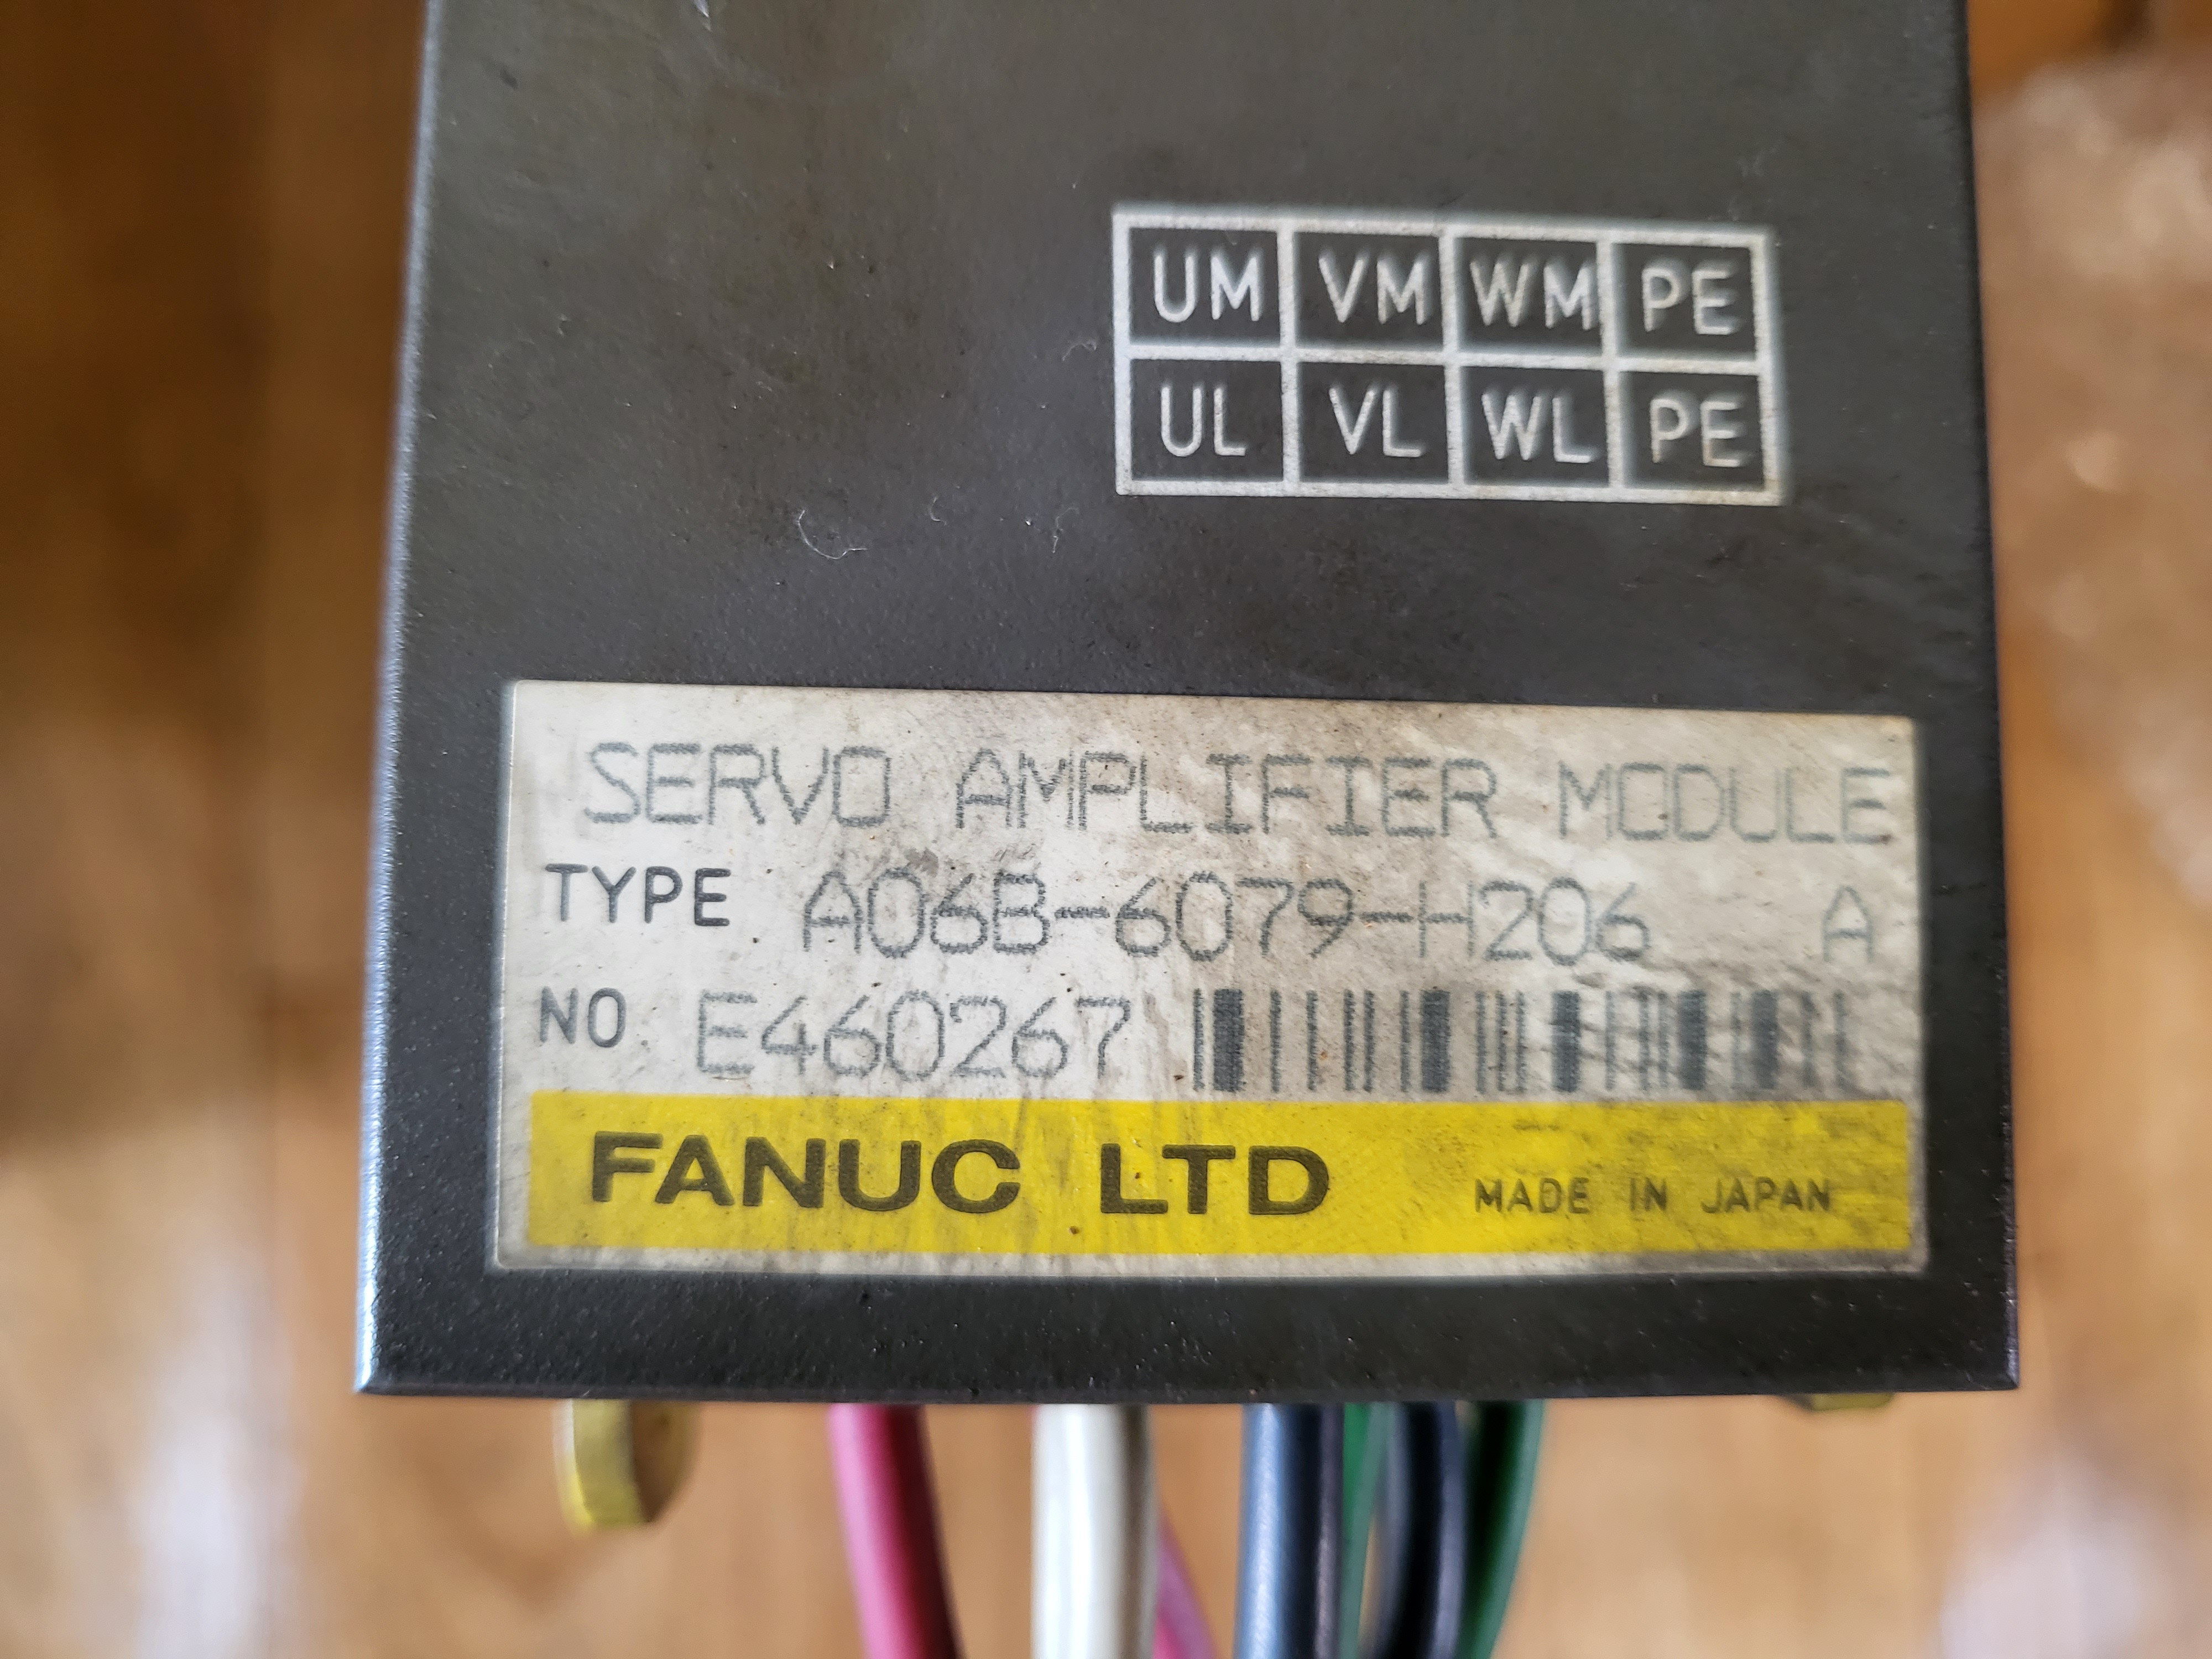 UM VM WM PE
UL VL WL PE
SERVO AMPLIFIER MODULE
TYPE A06B-6079-H206 A
NO. E460267
FANUC LTD MADE IN JAPAN